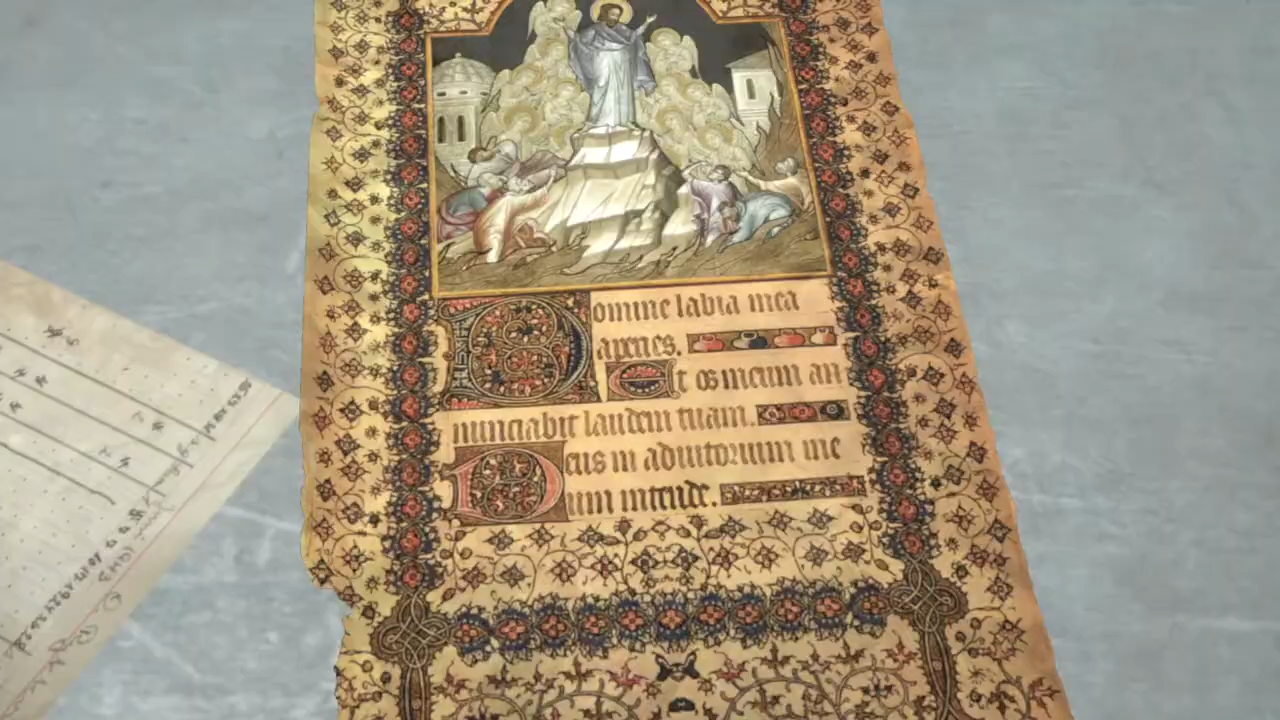 Domine labia mea
aperies.
Et os meum an
nunciabit laudem tuam.
Deus in adiutorium me
um intende.